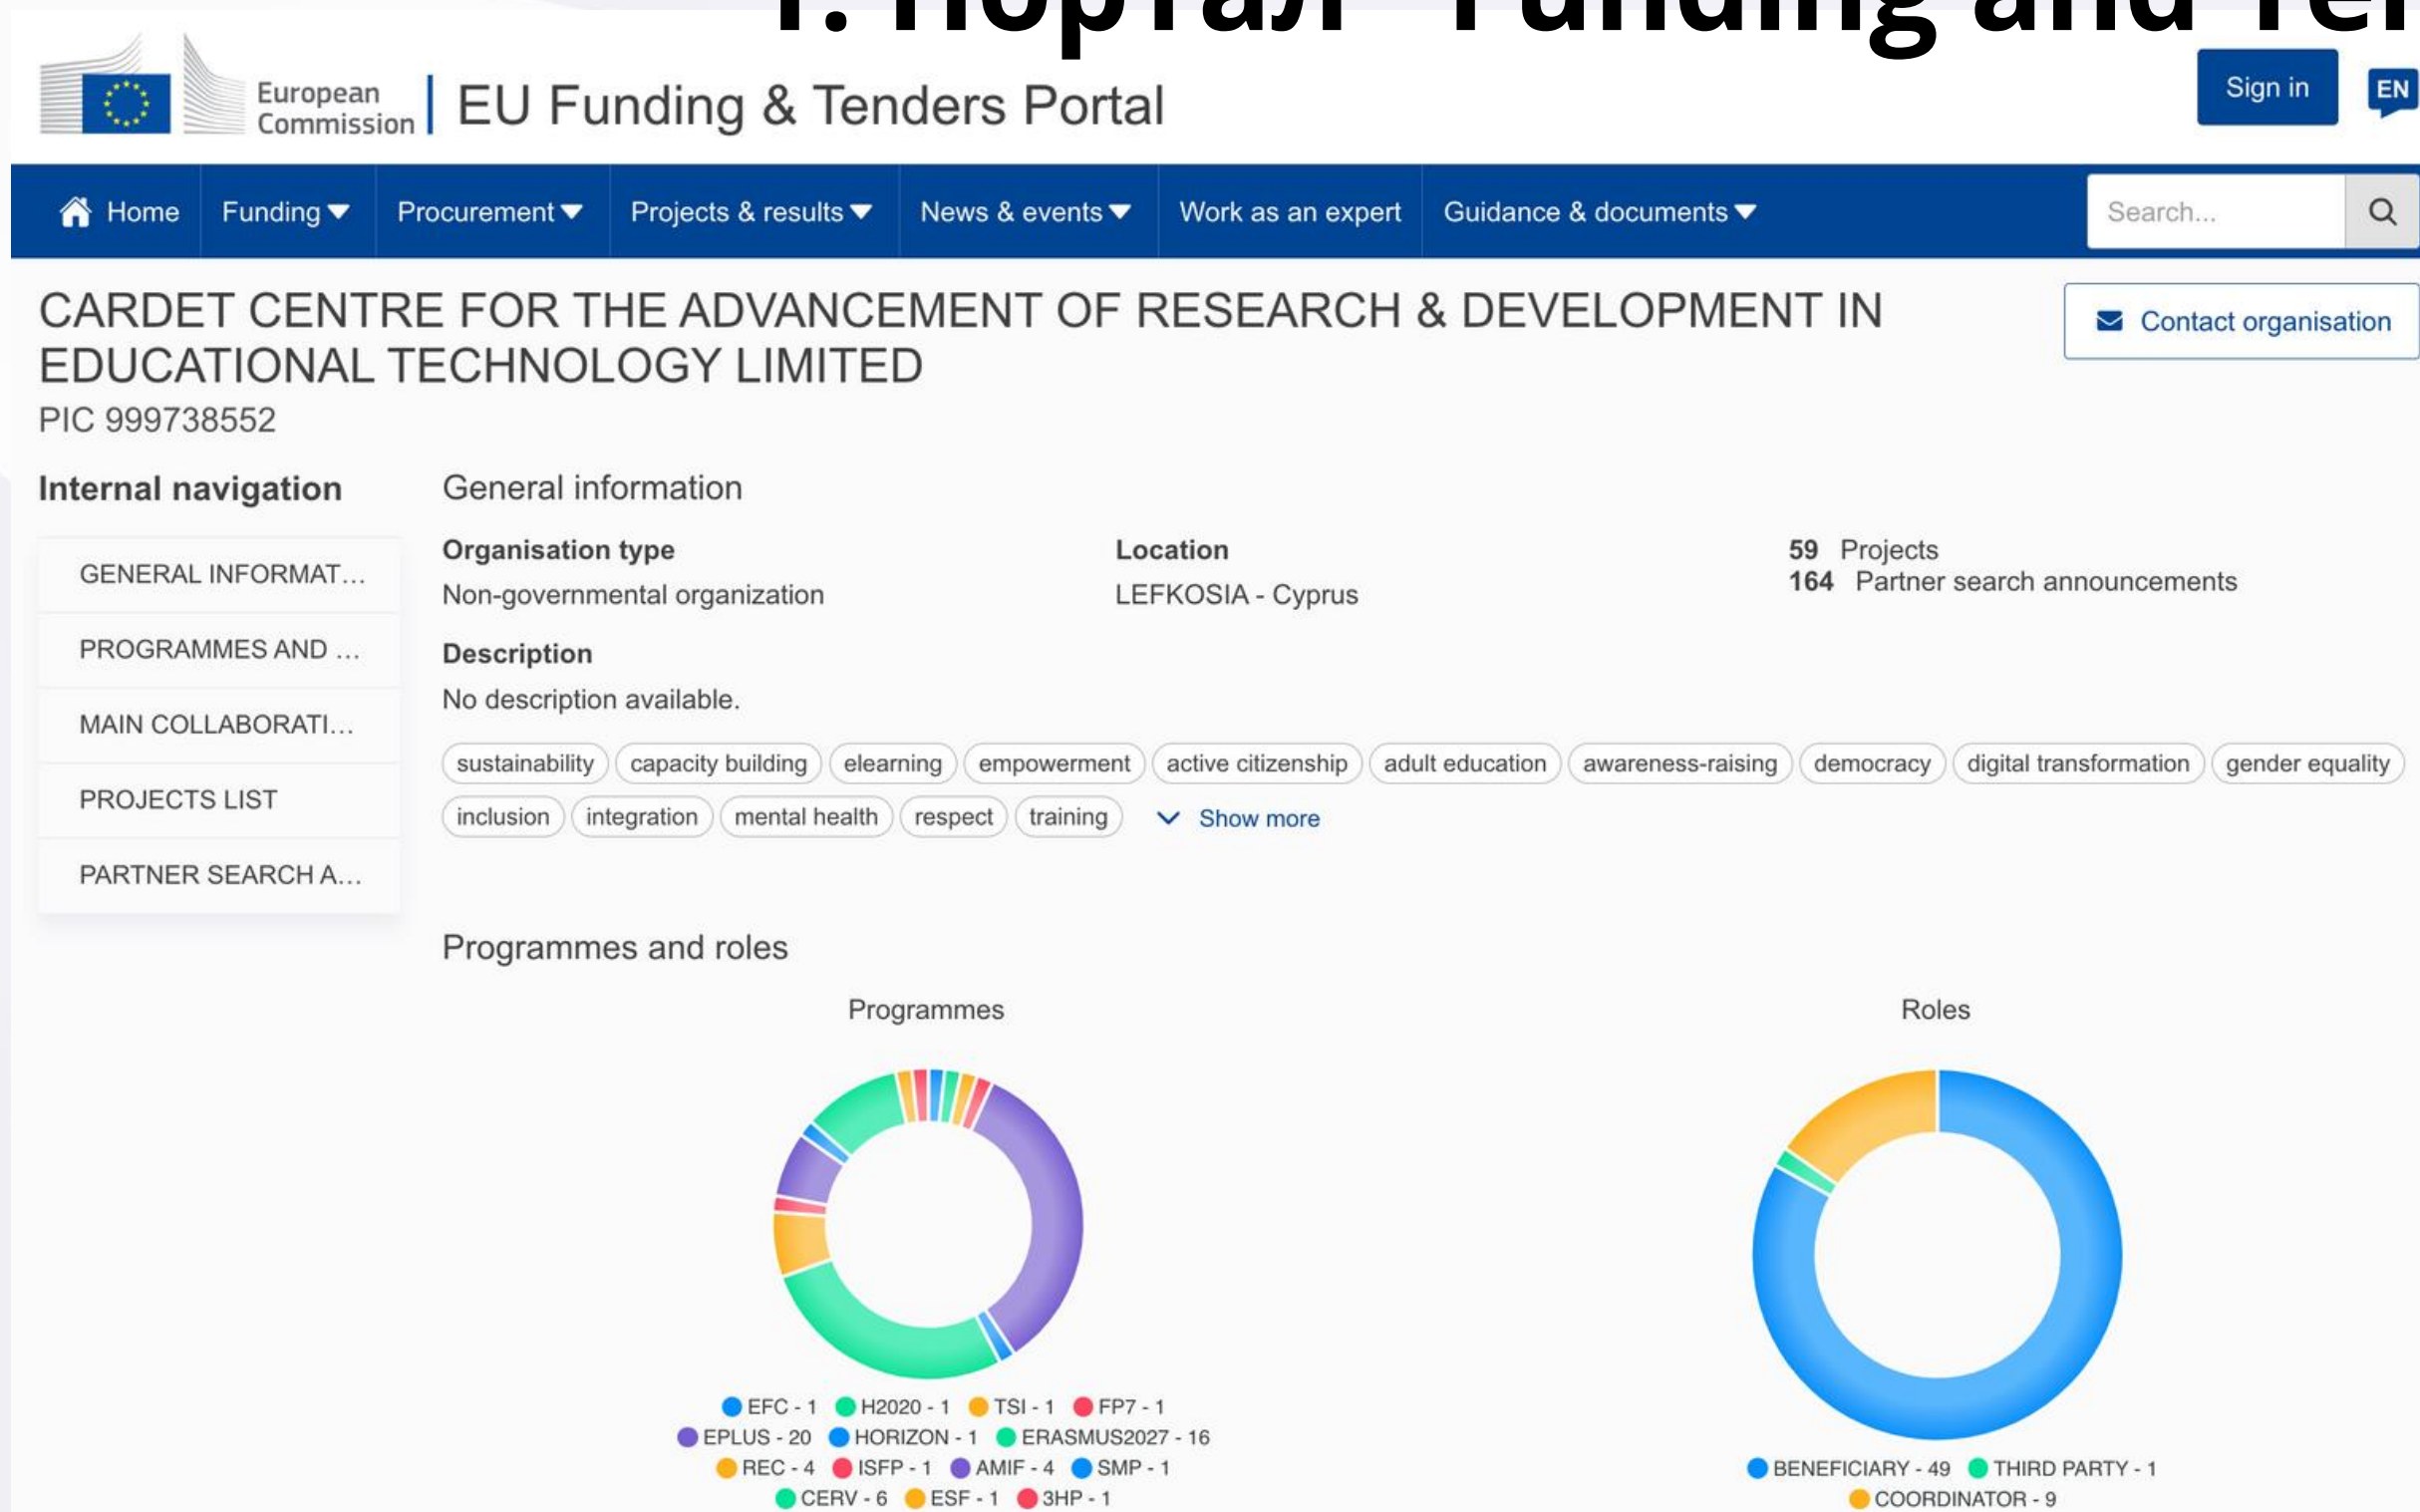 1. Портал "Funding and Ten
European
Commission
EU Funding & Tenders Portal
Sign in
EN
Home
Funding
Procurement
Projects & results
News & events
Work as an expert
Guidance & documents
Search...
CARDET CENTRE FOR THE ADVANCEMENT OF RESEARCH & DEVELOPMENT IN
EDUCATIONAL TECHNOLOGY LIMITED
Contact organisation
PIC 999738552
Internal navigation
GENERAL INFORMAT...
PROGRAMMES AND ...
MAIN COLLABORATI...
PROJECTS LIST
PARTNER SEARCH A...
General information
Organisation type
Non-governmental organization
Location
LEFKOSIA - Cyprus
59 Projects
164 Partner search announcements
Description
No description available.
sustainability capacity building elearning empowerment active citizenship adult education awareness-raising democracy digital transformation gender equality
inclusion integration mental health respect training Show more
Programmes and roles
Programmes
EFC - 1 H2020 - 1 TSI - 1 FP7 - 1
EPLUS - 20 HORIZON - 1 ERASMUS2027 - 16
REC - 4 ISFP - 1 AMIF - 4 SMP - 1
CERV - 6 ESF - 1 3HP - 1
Roles
BENEFICIARY - 49 THIRD PARTY - 1
COORDINATOR - 9